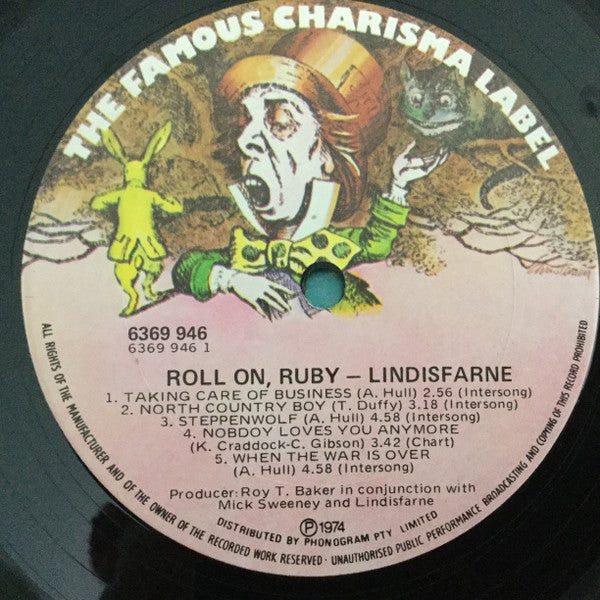 THE FAMOUS CHARISMA LABEL
6369 946
6369 946 1
ROLL ON, RUBY – LINDISFARNE
1. TAKING CARE OF BUSINESS (A. Hull) 2.56 (Intersong)
2. NORTH COUNTRY BOY (T. Duffy) 3.18 (Intersong)
3. STEPPENWOLF (A. Hull) 4.58 (Intersong)
4. NOBDOY LOVES YOU ANYMORE
(K. Craddock-C. Gibson) 3.42 (Chart)
5. WHEN THE WAR IS OVER
(A. Hull) 4.58 (Intersong)
Producer: Roy T. Baker in conjunction with
Mick Sweeney and Lindisfarne
Ⓟ1974
DISTRIBUTED BY PHONOGRAM PTY LIMITED
ALL RIGHTS OF THE MANUFACTURER AND OF THE OWNER OF THE RECORDED WORK RESERVED · UNAUTHORISED PUBLIC PERFORMANCE BROADCASTING AND COPYING OF THIS RECORD PROHIBITED